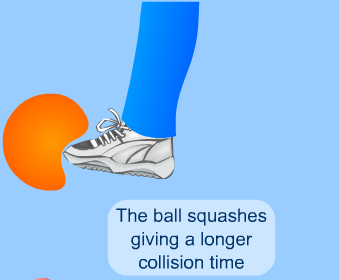 The ball squashes
giving a longer
collision time